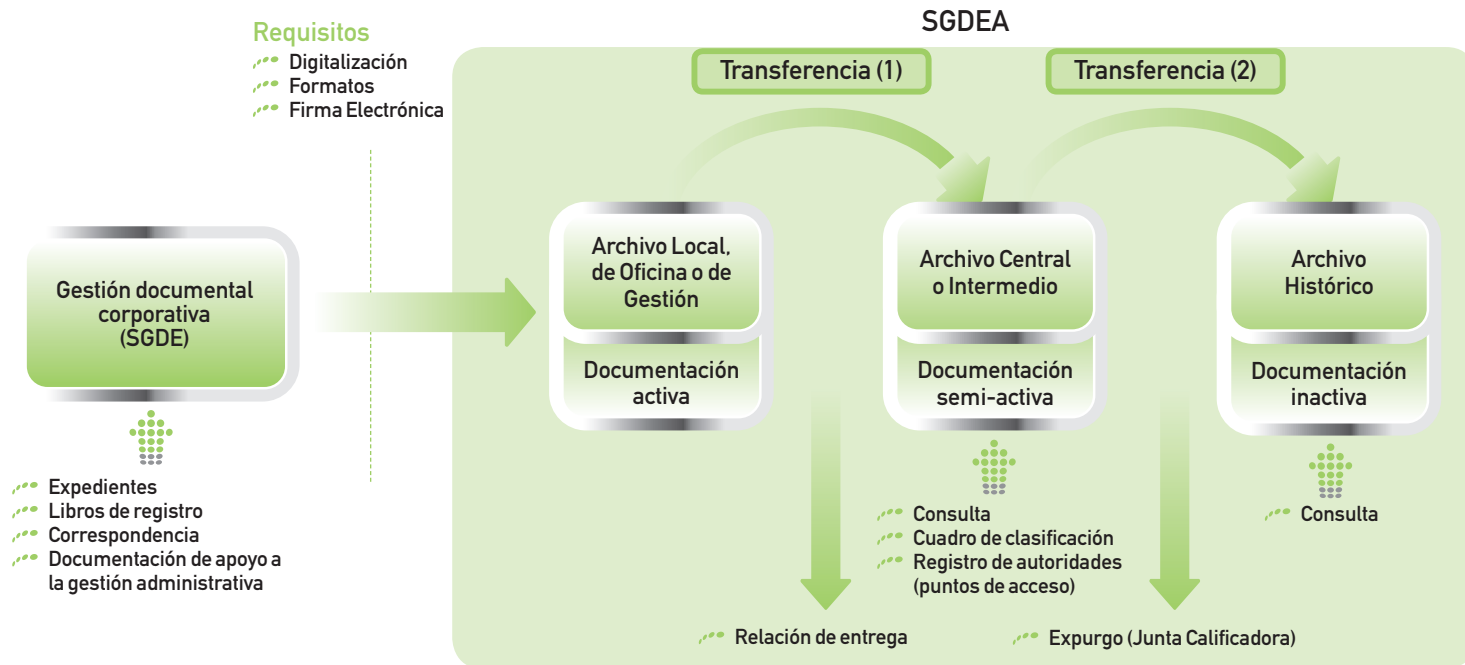 SGDEA
Requisitos
Digitalización
Formatos
Firma Electrónica
Transferencia (1)
Transferencia (2)
Gestión documental
corporativa
(SGDE)
Archivo Local,
de Oficina o de
Gestión
Documentación
activa
Archivo Central
o Intermedio
Documentación
semi-activa
Archivo
Histórico
Documentación
inactiva
Expedientes
Libros de registro
Correspondencia
Documentación de apoyo a
la gestión administrativa
Consulta
Cuadro de clasificación
Registro de autoridades
(puntos de acceso)
Consulta
Relación de entrega
Expurgo (Junta Calificadora)